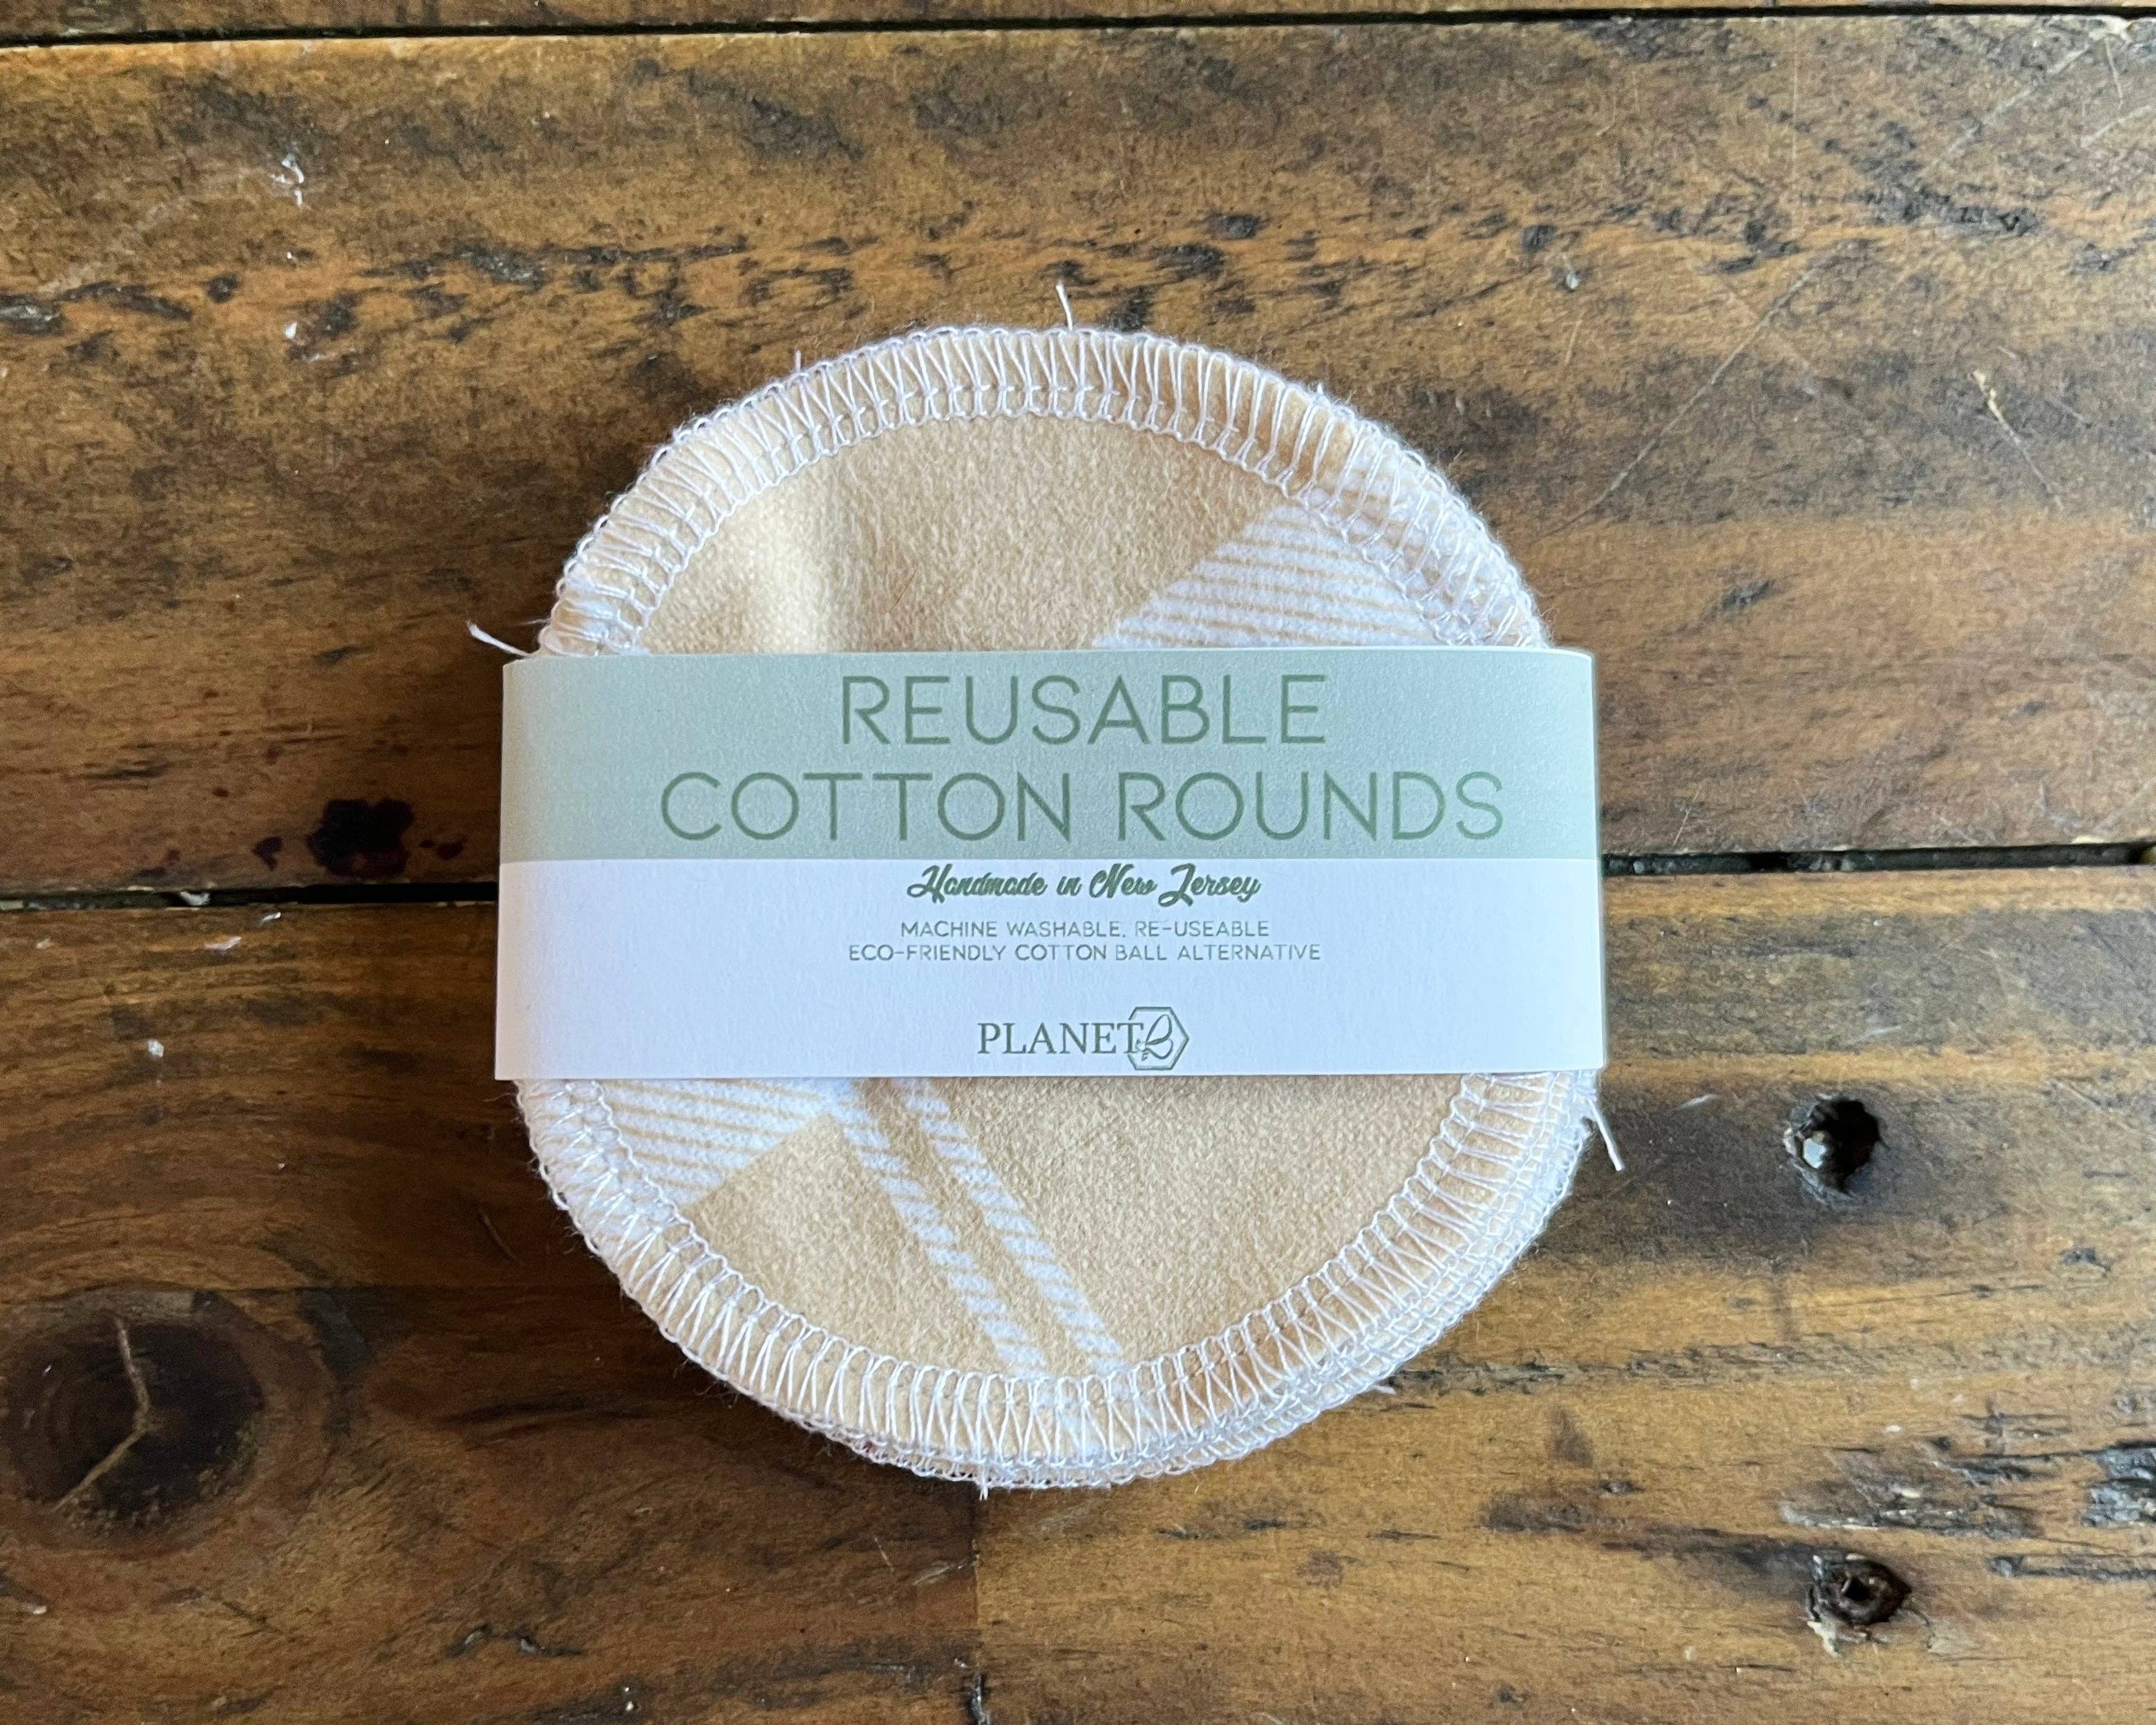 REUSABLE
COTTON ROUNDS
Handmade in New Jersey
MACHINE WASHABLE, RE-USEABLE
ECO-FRIENDLY COTTON BALL ALTERNATIVE
PLANET B